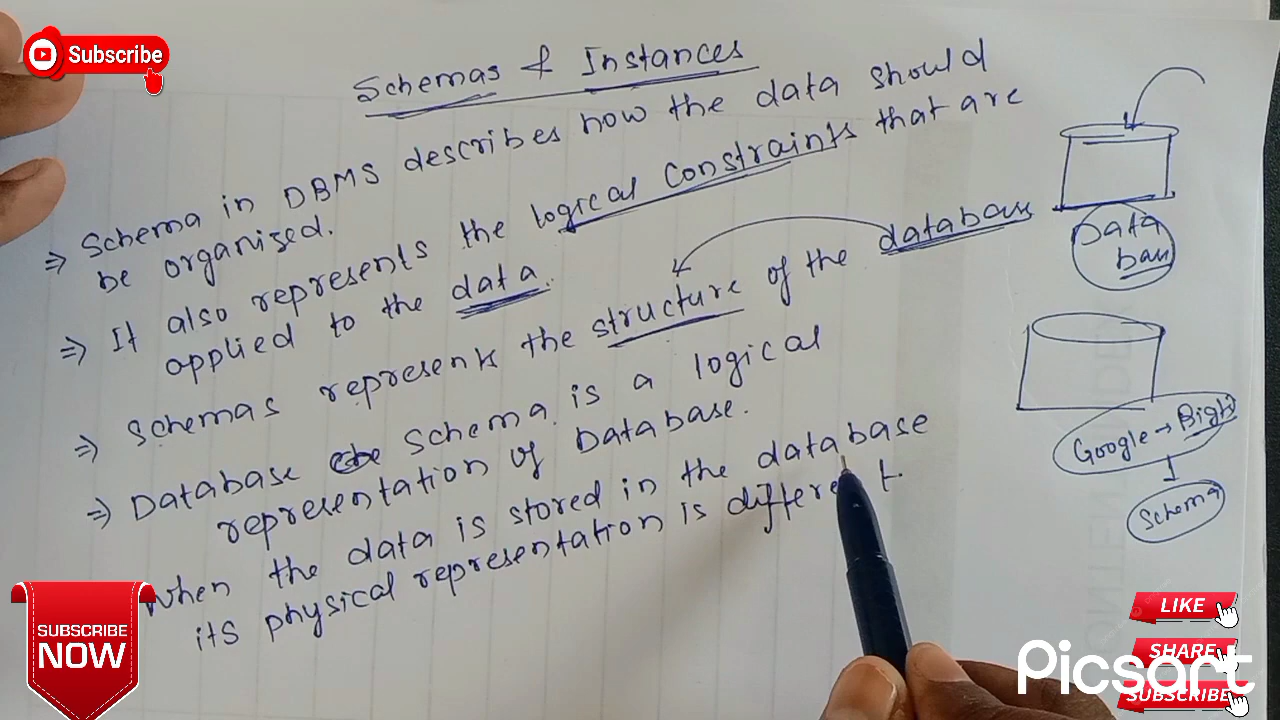 Subscribe
Schemas & Instances
⇒ Schema in DBMS describes how the data should
be organised.
⇒ It also represents the logical constraints that are
applied to the data.
⇒ Schemas represents the structure of the database
⇒ Database Schema is a logical
representation of Database.
When the data is stored in the database
its physical representation is different
Data
base
Google →
Schema
SUBSCRIBE
NOW
LIKE
SHARE
SUBSCRIBE
Picsart